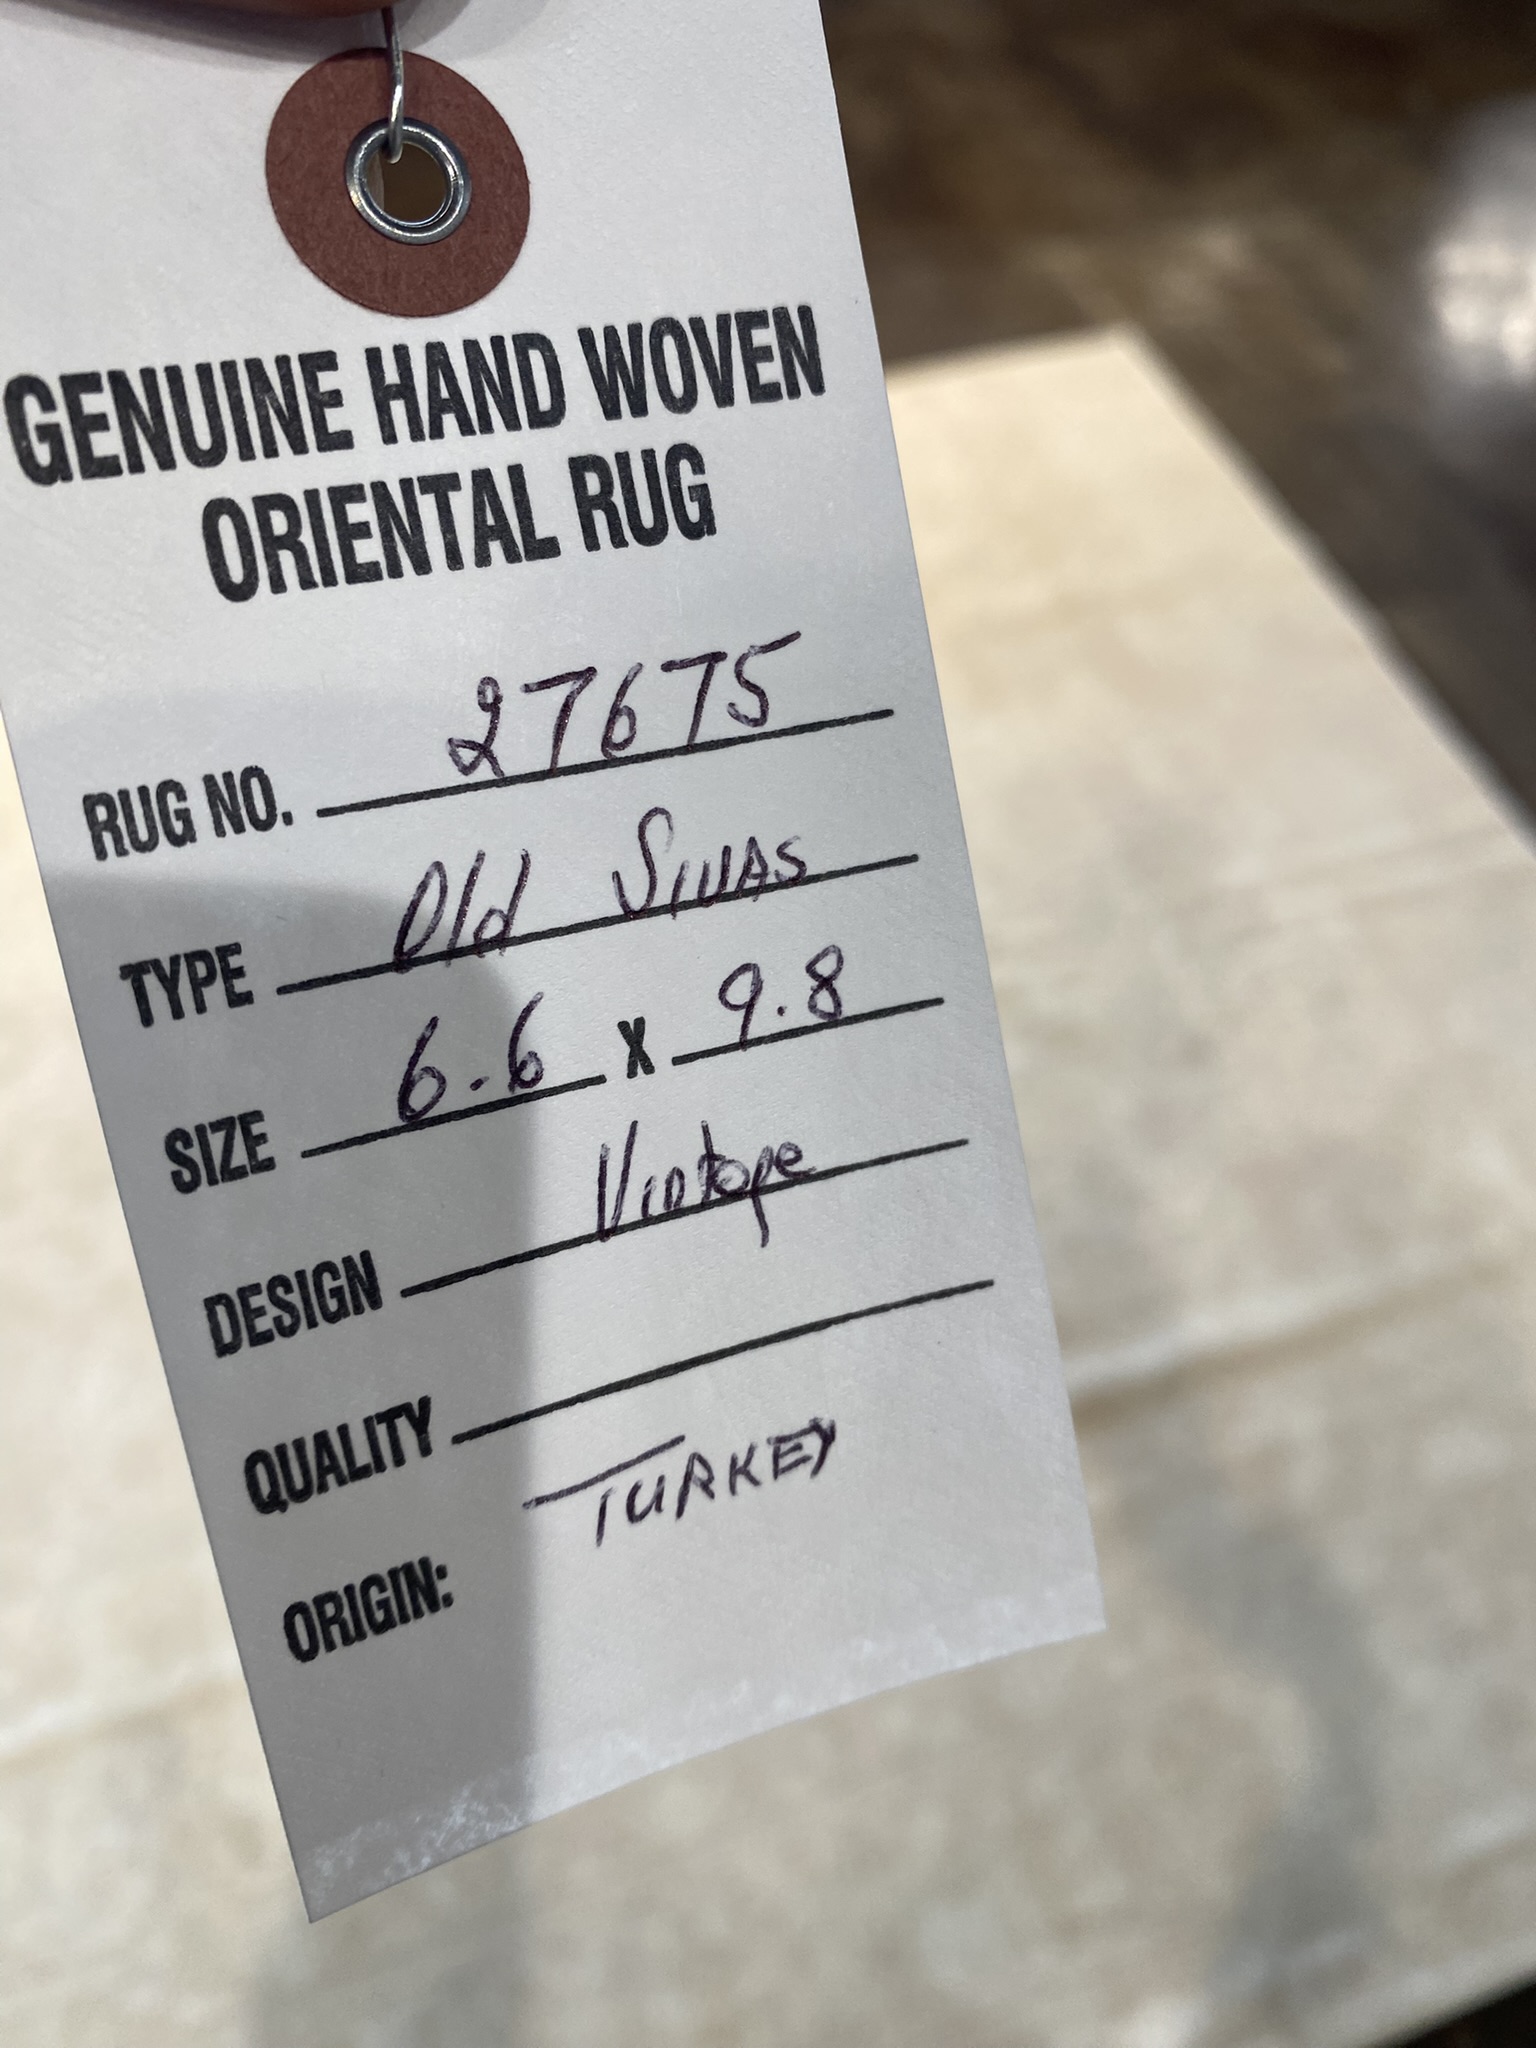 GENUINE HAND WOVEN
ORIENTAL RUG
RUG NO. 27675
TYPE Old SIVAS
SIZE 6.6 X 9.8
DESIGN Vintage
QUALITY
ORIGIN: TURKEY